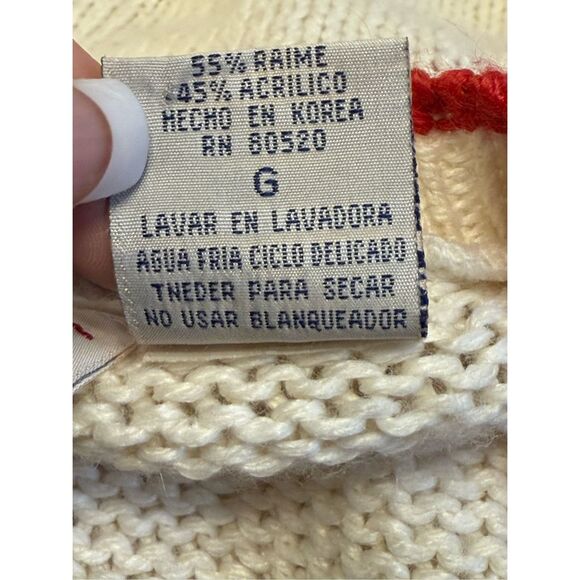 55% RAIME
45% ACRILICO
HECHO EN KOREA
RN 80520
G
LAVAR EN LAVADORA
AGUA FRIA CICLO DELICADO
TNEDER PARA SECAR
NO USAR BLANQUEADOR